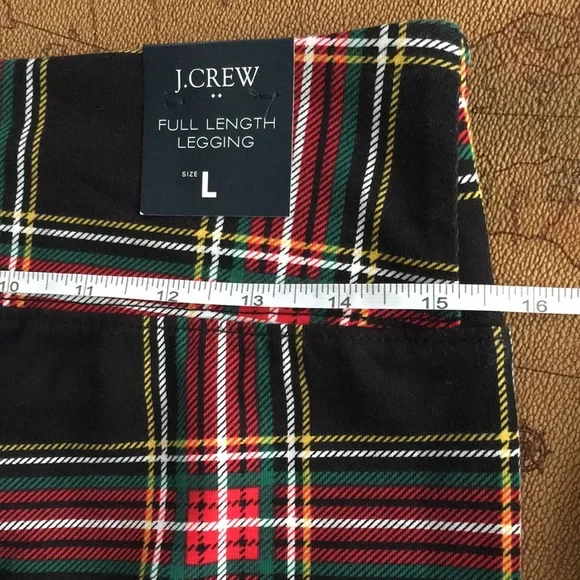 J.CREW
FULL LENGTH
LEGGING
SIZE L
10 11 12 13 14 15 16